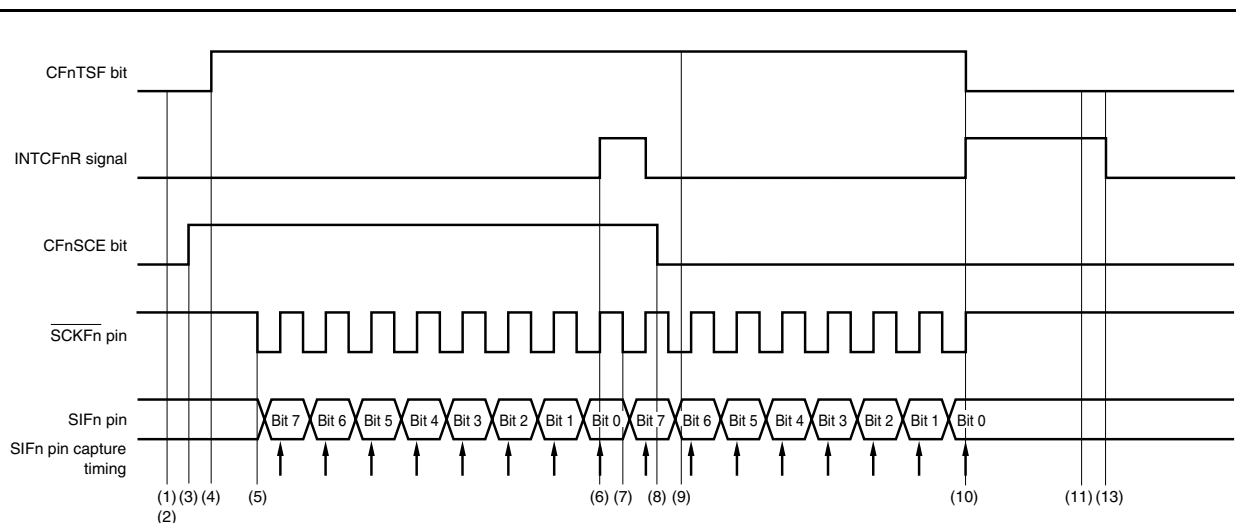 CFnTSF bit
INTCFnR signal
CFnSCE bit
SCKFn pin
SIFn pin
Bit 7 Bit 6 Bit 5 Bit 4 Bit 3 Bit 2 Bit 1 Bit 0 Bit 7 Bit 6 Bit 5 Bit 4 Bit 3 Bit 2 Bit 1 Bit 0
SIFn pin capture
timing
(1) (3) (4) (5) (6) (7) (8) (9) (10) (11) (13)
(2)